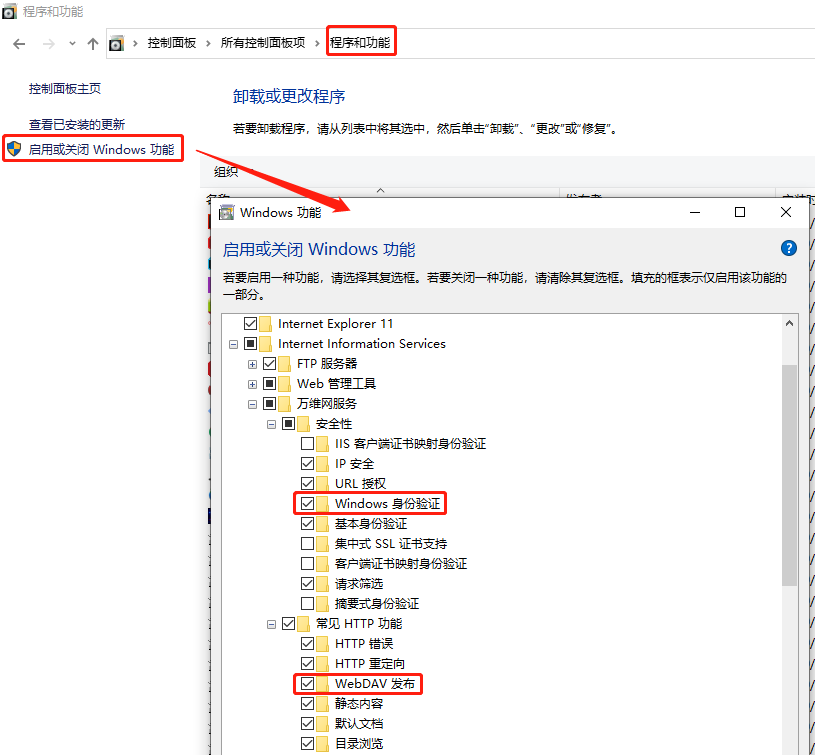 程序和功能
控制面板 › 所有控制面板项 › 程序和功能
控制面板主页
卸载或更改程序
查看已安装的更新
若要卸载程序，请从列表中将其选中，然后单击“卸载”、“更改”或“修复”。
启用或关闭 Windows 功能
组织
Windows 功能
启用或关闭 Windows 功能
若要启用一种功能，请选择其复选框。若要关闭一种功能，请清除其复选框。填充的框表示仅启用该功能的
一部分。
Internet Explorer 11
Internet Information Services
FTP 服务器
Web 管理工具
万维网服务
安全性
IIS 客户端证书映射身份验证
IP 安全
URL 授权
Windows 身份验证
基本身份验证
集中式 SSL 证书支持
客户端证书映射身份验证
请求筛选
摘要式身份验证
常见 HTTP 功能
HTTP 错误
HTTP 重定向
WebDAV 发布
静态内容
默认文档
目录浏览